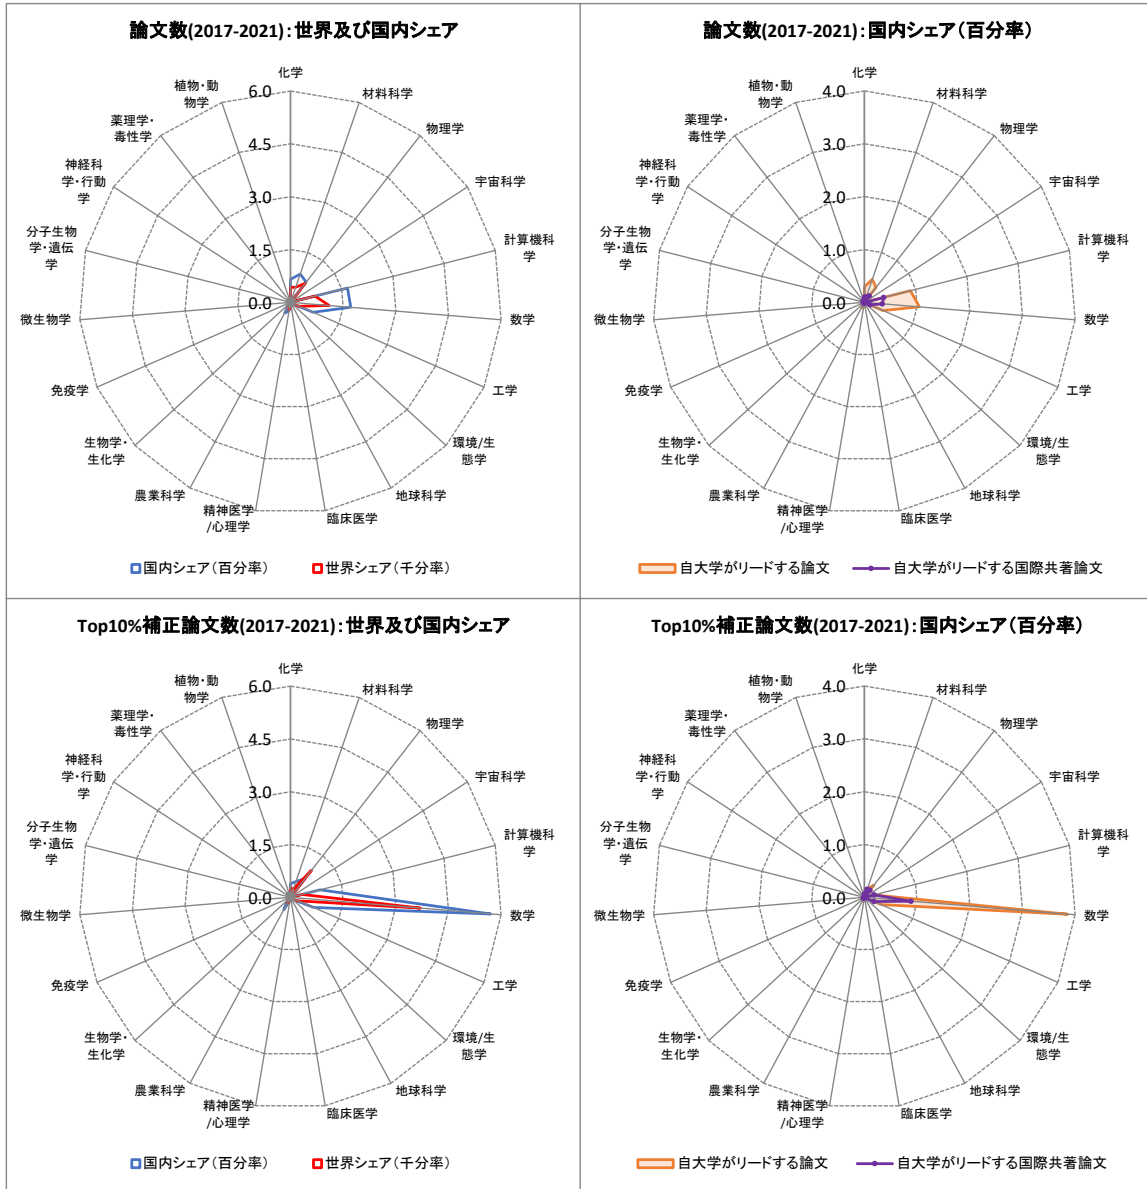 論文数(2017-2021):世界及び国内シェア
化学
材料科学
物理学
宇宙科学
計算機科
学
数学
工学
環境/生
態学
地球科学
臨床医学
精神医学
/心理学
農業科学
生物学・
生化学
免疫学
微生物学
分子生物
学・遺伝
学
神経科
学・行動
学
薬理学・
毒性学
植物・動
物学
6.0
4.5
3.0
1.5
0.0
国内シェア(百分率)
世界シェア(千分率)
論文数(2017-2021):国内シェア(百分率)
化学
材料科学
物理学
宇宙科学
計算機科
学
数学
工学
環境/生
態学
地球科学
臨床医学
精神医学
/心理学
農業科学
生物学・
生化学
免疫学
微生物学
分子生物
学・遺伝
学
神経科
学・行動
学
薬理学・
毒性学
植物・動
物学
4.0
3.0
2.0
1.0
0.0
自大学がリードする論文
自大学がリードする国際共著論文
Top10%補正論文数(2017-2021):世界及び国内シェア
化学
材料科学
物理学
宇宙科学
計算機科
学
数学
工学
環境/生
態学
地球科学
臨床医学
精神医学
/心理学
農業科学
生物学・
生化学
免疫学
微生物学
分子生物
学・遺伝
学
神経科
学・行動
学
薬理学・
毒性学
植物・動
物学
6.0
4.5
3.0
1.5
0.0
国内シェア(百分率)
世界シェア(千分率)
Top10%補正論文数(2017-2021):国内シェア(百分率)
化学
材料科学
物理学
宇宙科学
計算機科
学
数学
工学
環境/生
態学
地球科学
臨床医学
精神医学
/心理学
農業科学
生物学・
生化学
免疫学
微生物学
分子生物
学・遺伝
学
神経科
学・行動
学
薬理学・
毒性学
植物・動
物学
4.0
3.0
2.0
1.0
0.0
自大学がリードする論文
自大学がリードする国際共著論文